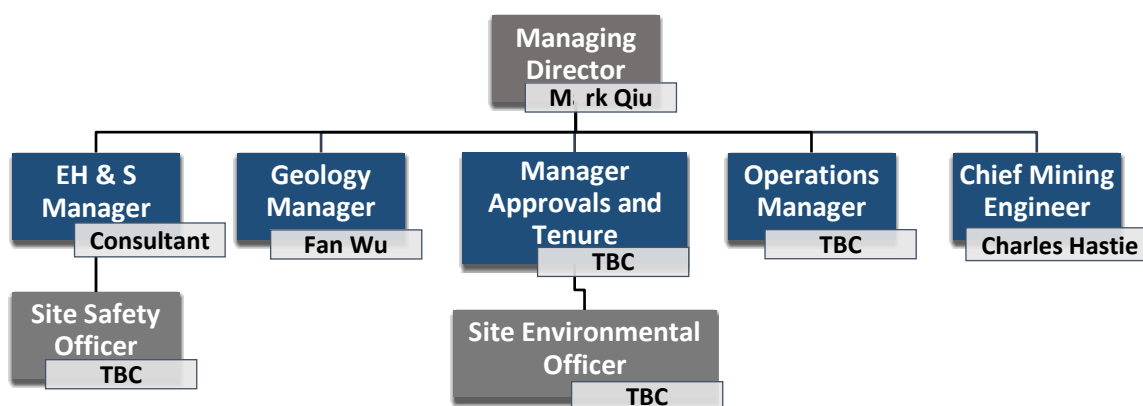 Managing
Director
Mark Qiu
EH & S
Manager
Consultant
Geology
Manager
Fan Wu
Manager
Approvals and
Tenure
TBC
Operations
Manager
TBC
Chief Mining
Engineer
Charles Hastie
Site Safety
Officer
TBC
Site Environmental
Officer
TBC